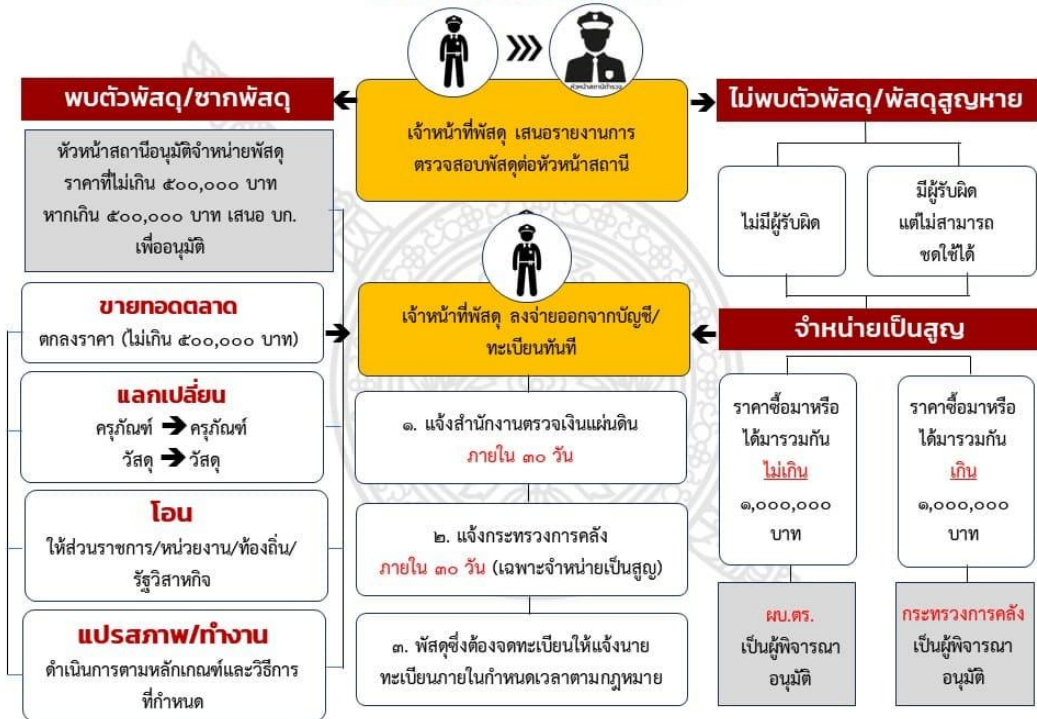 หัวหน้าสถานีตำรวจ
พบตัวพัสดุ/ซากพัสดุ
หัวหน้าสถานีอนุมัติจำหน่ายพัสดุ
ราคาที่ไม่เกิน ๕๐๐,๐๐๐ บาท
หากเกิน ๕๐๐,๐๐๐ บาท เสนอ บก.
เพื่ออนุมัติ
ขายทอดตลาด
ตกลงราคา (ไม่เกิน ๕๐๐,๐๐๐ บาท)
แลกเปลี่ยน
ครุภัณฑ์ ➔ ครุภัณฑ์
วัสดุ ➔ วัสดุ
โอน
ให้ส่วนราชการ/หน่วยงาน/ท้องถิ่น/
รัฐวิสาหกิจ
แปรสภาพ/ทำงาน
ดำเนินการตามหลักเกณฑ์และวิธีการ
ที่กำหนด
เจ้าหน้าที่พัสดุ เสนอรายงานการ
ตรวจสอบพัสดุต่อหัวหน้าสถานี
เจ้าหน้าที่พัสดุ ลงจ่ายออกจากบัญชี/
ทะเบียนทันที
๑. แจ้งสำนักงานตรวจเงินแผ่นดิน
ภายใน ๓๐ วัน
๒. แจ้งกระทรวงการคลัง
ภายใน ๓๐ วัน (เฉพาะจำหน่ายเป็นสูญ)
๓. พัสดุซึ่งต้องจดทะเบียนให้แจ้งนาย
ทะเบียนภายในกำหนดเวลาตามกฎหมาย
ไม่พบตัวพัสดุ/พัสดุสูญหาย
ไม่มีผู้รับผิด
มีผู้รับผิด
แต่ไม่สามารถ
ชดใช้ได้
จำหน่ายเป็นสูญ
ราคาซื้อมาหรือ
ได้มารวมกัน
ไม่เกิน
๑,๐๐๐,๐๐๐
บาท
ผบ.ตร.
เป็นผู้พิจารณา
อนุมัติ
ราคาซื้อมาหรือ
ได้มารวมกัน
เกิน
๑,๐๐๐,๐๐๐
บาท
กระทรวงการคลัง
เป็นผู้พิจารณา
อนุมัติ